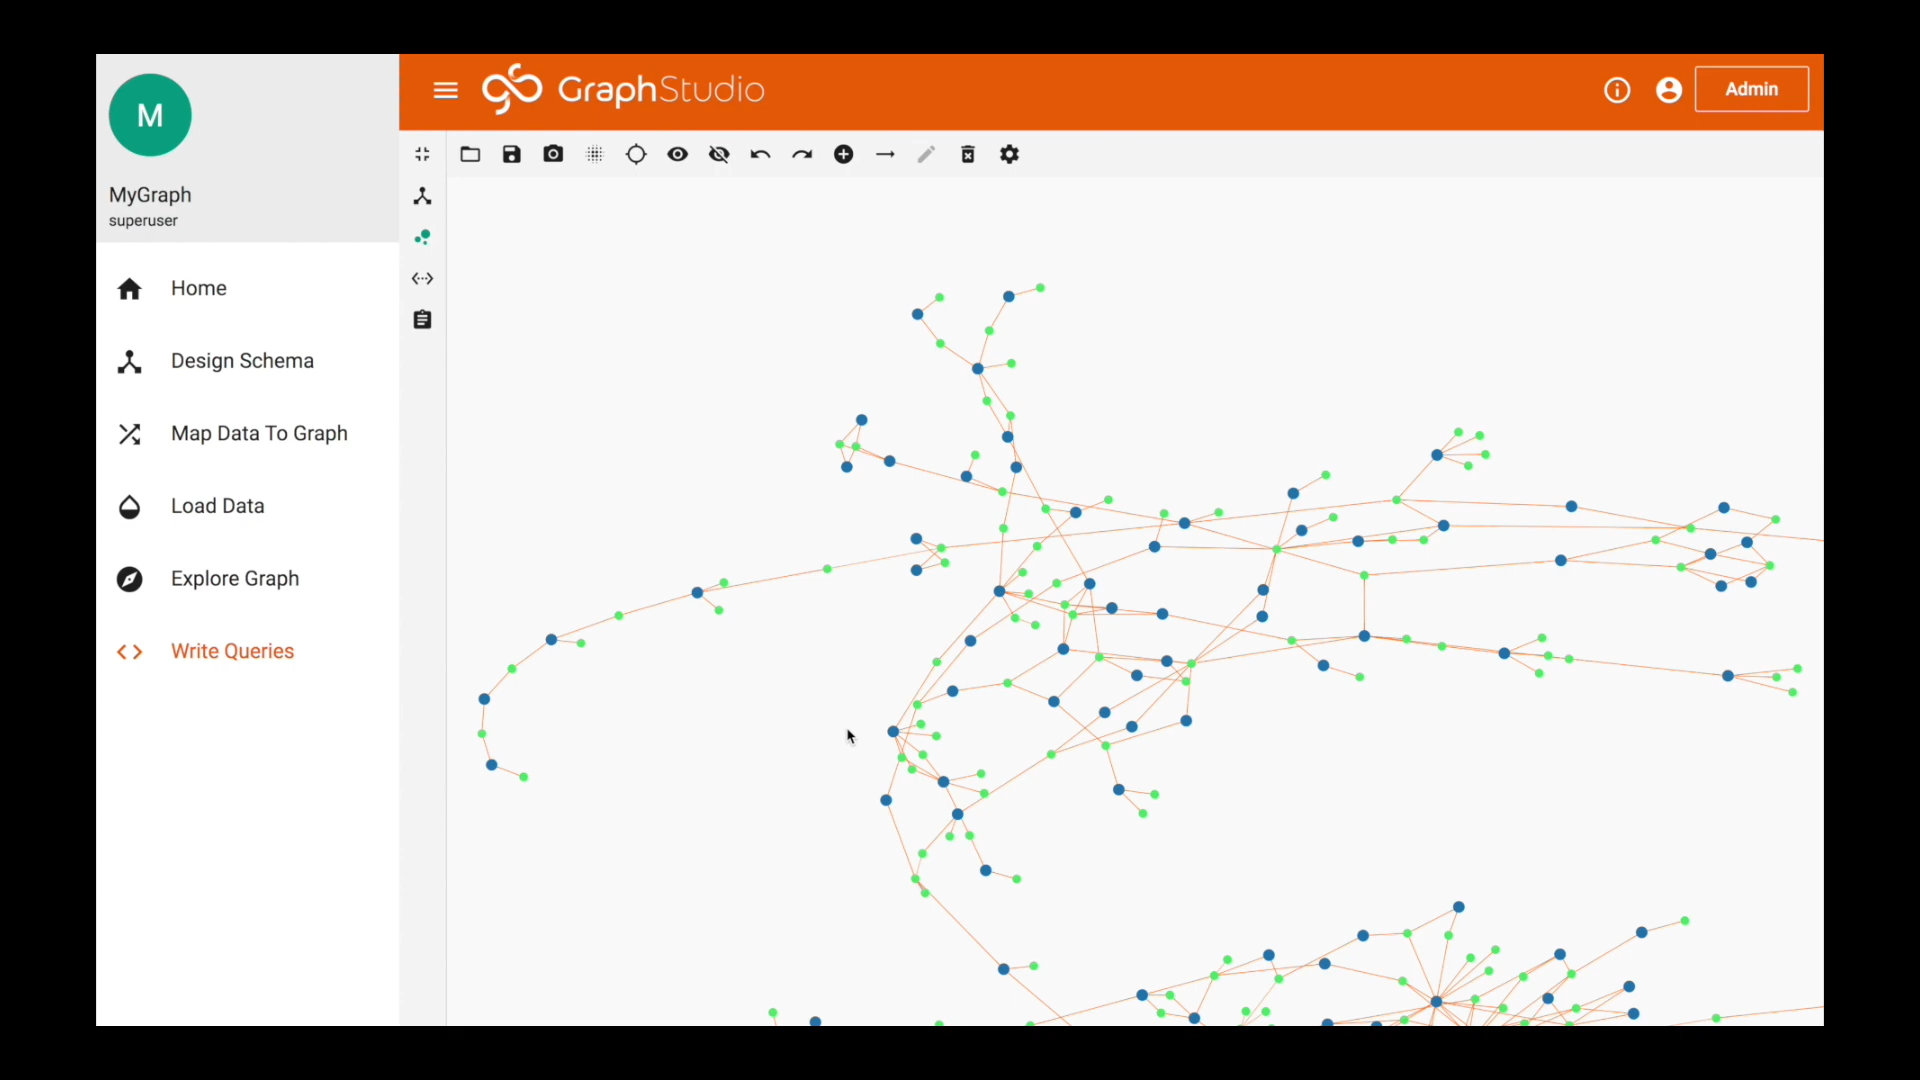 M
MyGraph
superuser
Home
Design Schema
Map Data To Graph
Load Data
Explore Graph
Write Queries
GraphStudio
Admin